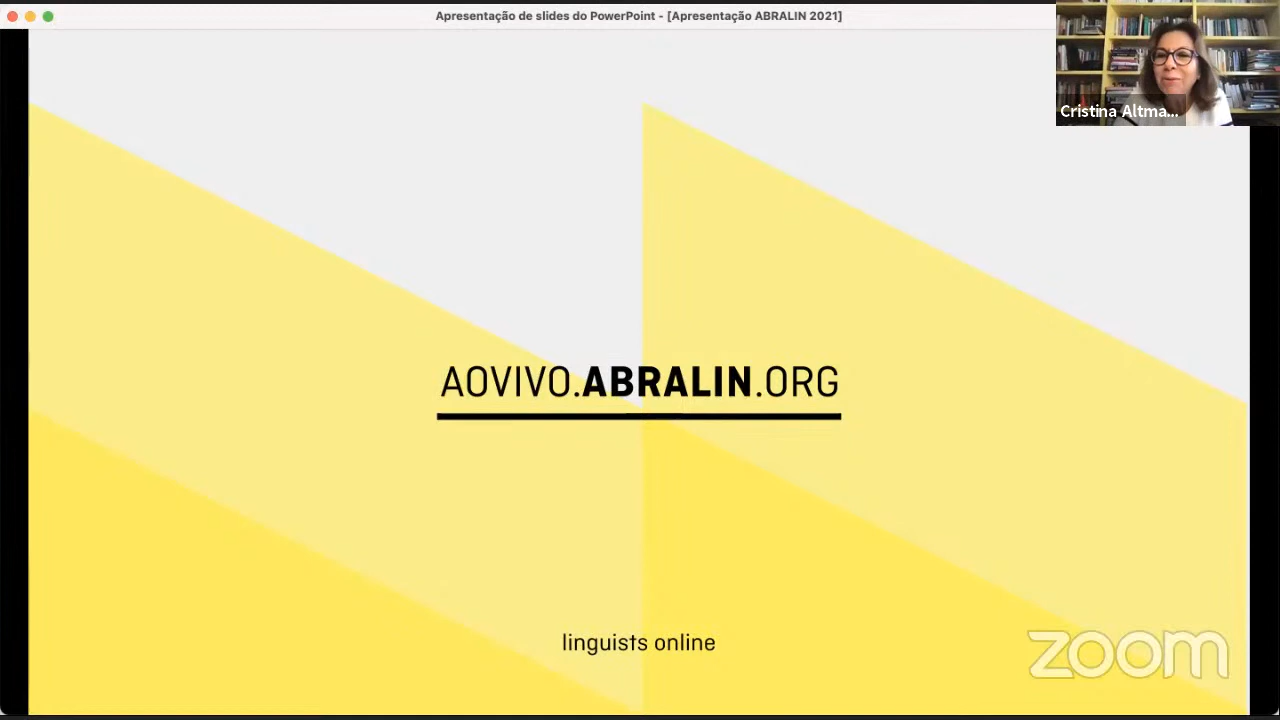 Apresentação de slides do PowerPoint - [Apresentação ABRALIN 2021]
Cristina Altma...
AOVIVO.ABRALIN.ORG
linguists online
zoom